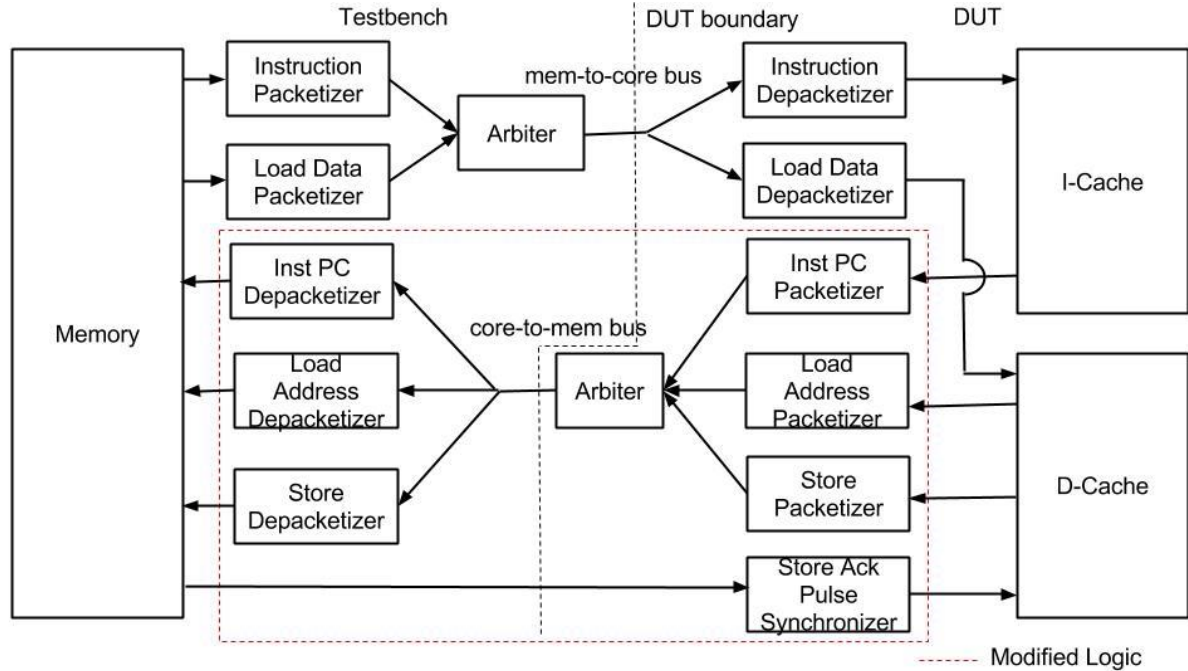 Testbench
DUT boundary
DUT
Instruction
Packetizer
mem-to-core bus
Instruction
Depacketizer
Arbiter
Load Data
Packetizer
Load Data
Depacketizer
I-Cache
Inst PC
Depacketizer
Inst PC
Packetizer
Memory
core-to-mem bus
Load
Address
Depacketizer
Arbiter
Load
Address
Packetizer
Store
Depacketizer
Store
Packetizer
D-Cache
Store Ack
Pulse
Synchronizer
Modified Logic